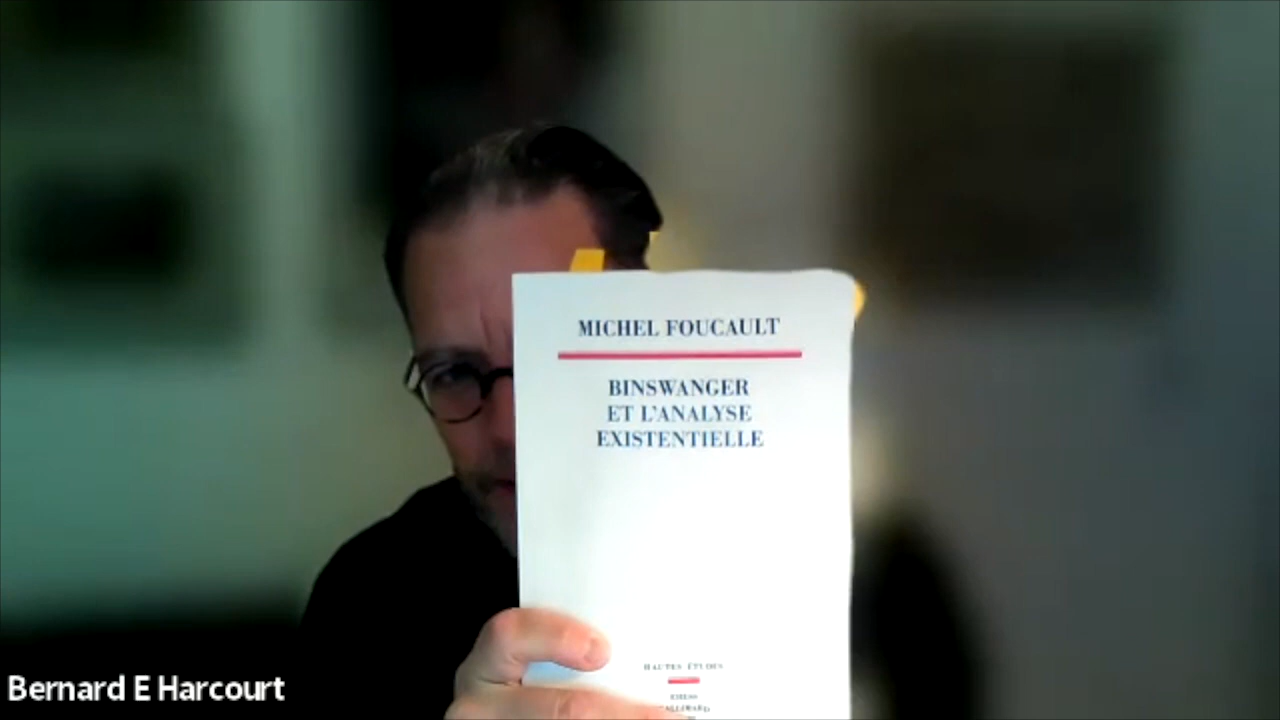 MICHEL FOUCAULT
BINSWANGER
ET L'ANALYSE
EXISTENTIELLE
HAUTES ÉTUDES
Bernard E Harcourt